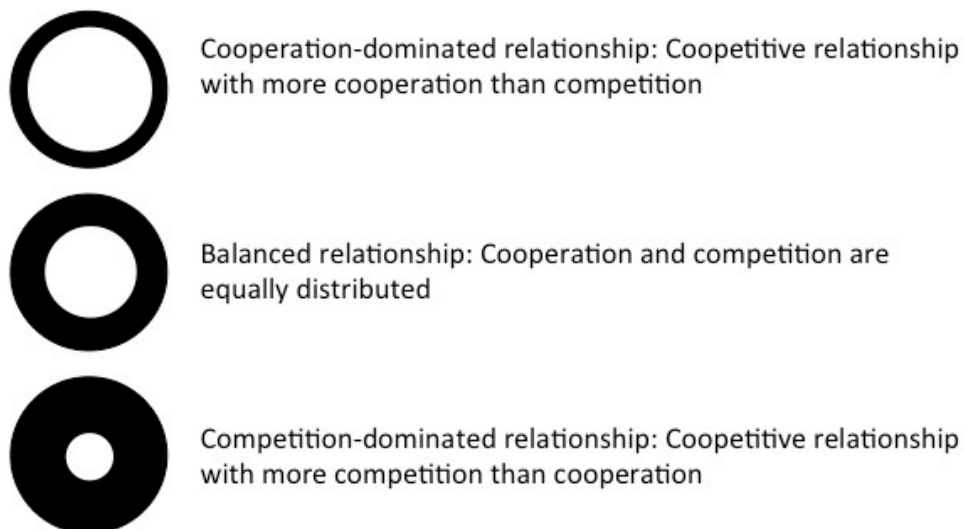 Cooperation-dominated relationship: Coopetitive relationship
with more cooperation than competition
Balanced relationship: Cooperation and competition are
equally distributed
Competition-dominated relationship: Coopetitive relationship
with more competition than cooperation